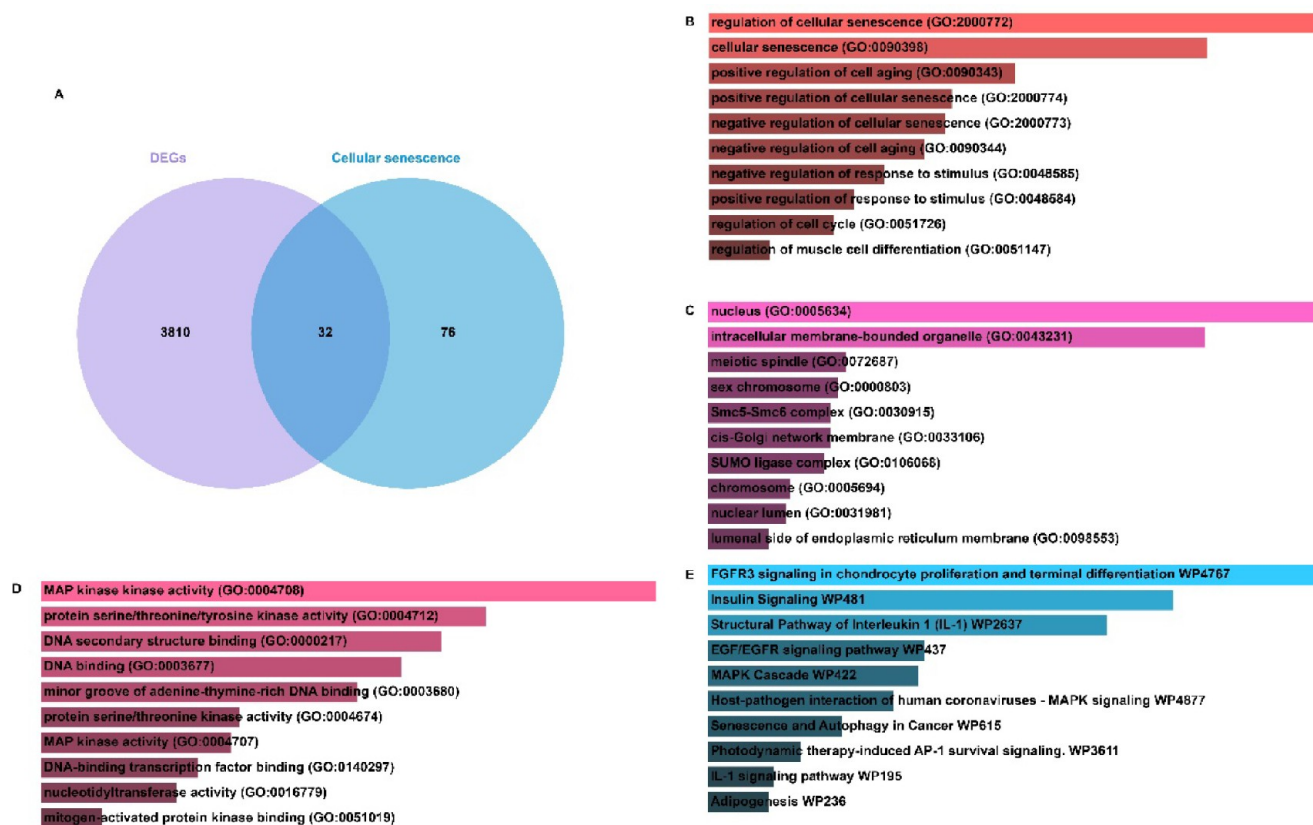 A
DEGs
Cellular senescence
3810
32
76
B
regulation of cellular senescence (GO:2000772)
cellular senescence (GO:0090398)
positive regulation of cell aging (GO:0090343)
positive regulation of cellular senescence (GO:2000774)
negative regulation of cellular senescence (GO:2000773)
negative regulation of cell aging (GO:0090344)
negative regulation of response to stimulus (GO:0048585)
positive regulation of response to stimulus (GO:0048584)
regulation of cell cycle (GO:0051726)
regulation of muscle cell differentiation (GO:0051147)
C
nucleus (GO:0005634)
intracellular membrane-bounded organelle (GO:0043231)
meiotic spindle (GO:0072687)
sex chromosome (GO:0000803)
Smc5-Smc6 complex (GO:0030915)
cis-Golgi network membrane (GO:0033106)
SUMO ligase complex (GO:0106068)
chromosome (GO:0005694)
nuclear lumen (GO:0031981)
lumenal side of endoplasmic reticulum membrane (GO:0098553)
D
MAP kinase kinase activity (GO:0004708)
protein serine/threonine/tyrosine kinase activity (GO:0004712)
DNA secondary structure binding (GO:0000217)
DNA binding (GO:0003677)
minor groove of adenine-thymine-rich DNA binding (GO:0003680)
protein serine/threonine kinase activity (GO:0004674)
MAP kinase activity (GO:0004707)
DNA-binding transcription factor binding (GO:0140297)
nucleotidyltransferase activity (GO:0016779)
mitogen-activated protein kinase binding (GO:0051019)
E
FGFR3 signaling in chondrocyte proliferation and terminal differentiation WP4767
Insulin Signaling WP481
Structural Pathway of Interleukin 1 (IL-1) WP2637
EGF/EGFR signaling pathway WP437
MAPK Cascade WP422
Host-pathogen interaction of human coronaviruses - MAPK signaling WP4877
Senescence and Autophagy in Cancer WP615
Photodynamic therapy-induced AP-1 survival signaling. WP3611
IL-1 signaling pathway WP195
Adipogenesis WP236